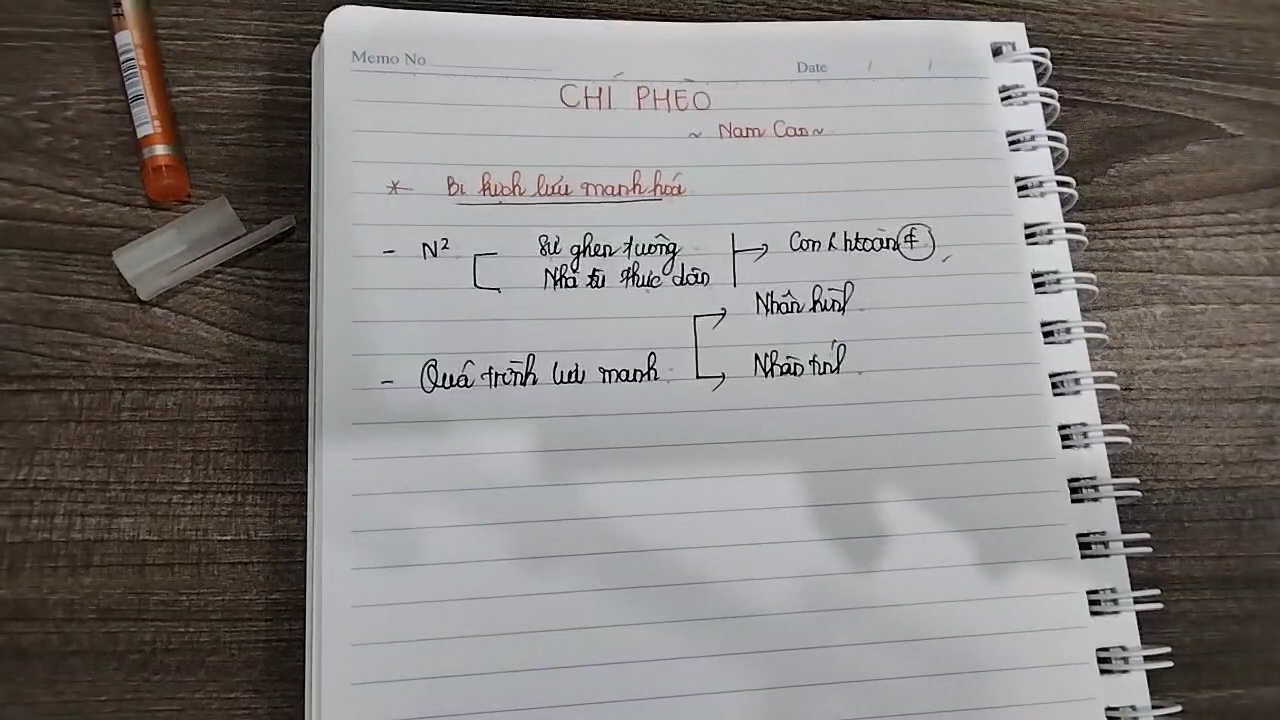 Memo No
Date / /
CHÍ PHÈO
~ Nam Cao ~
* Bi kịch lưu manh hoá
- N² Sự ghen tuông
Nhà tù thực dân
Con
Nhân hình
- Quá trình lưu manh
Nhân tính